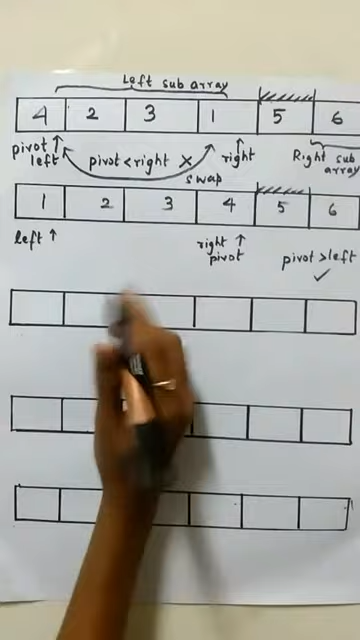 Left sub array
4 2 3 1 5 6
pivot left pivot < right × right Right sub array
swap
1 2 3 4 5 6
left right pivot pivot > left ✓